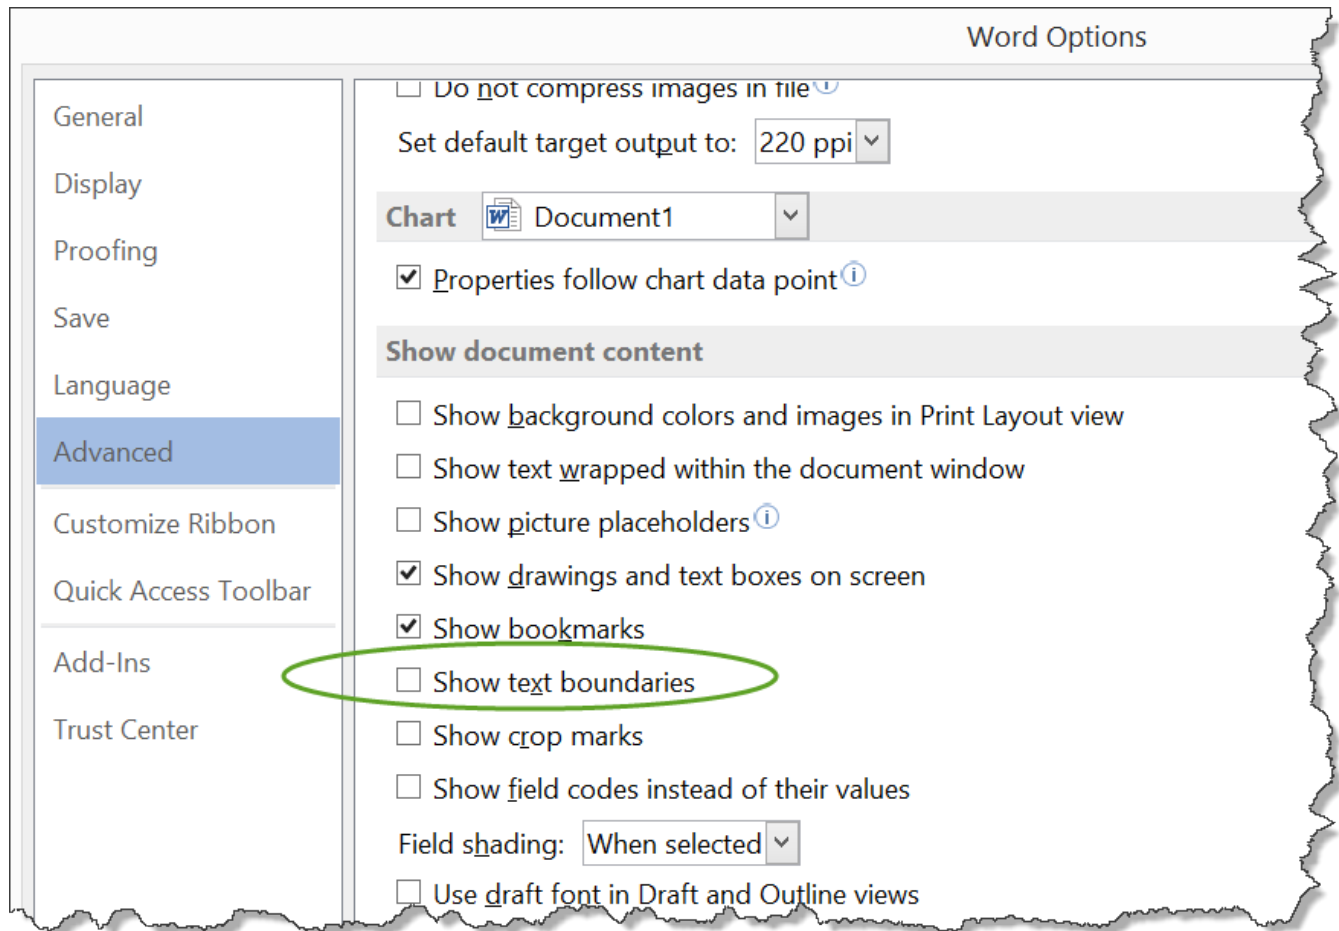 Word Options
General
Display
Proofing
Save
Language
Advanced
Customize Ribbon
Quick Access Toolbar
Add-Ins
Trust Center
Do not compress images in file
Set default target output to: 220 ppi
Chart Document1
Properties follow chart data point
Show document content
Show background colors and images in Print Layout view
Show text wrapped within the document window
Show picture placeholders
Show drawings and text boxes on screen
Show bookmarks
Show text boundaries
Show crop marks
Show field codes instead of their values
Field shading: When selected
Use draft font in Draft and Outline views